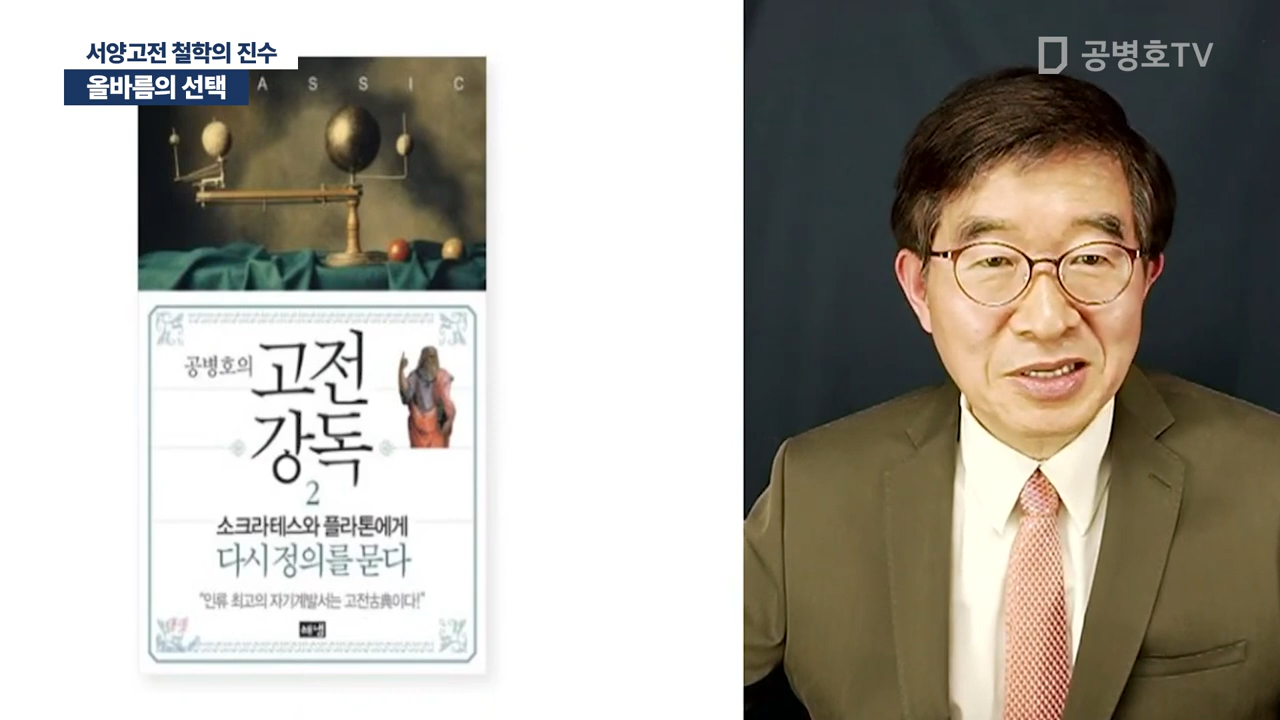 서양고전 철학의 진수
올바름의 선택
공병호TV
ASSIC
공병호의
고전
강독
2
소크라테스와 플라톤에게
다시 정의를 묻다
"인류 최고의 자기계발서는 고전古典이다!"
해냄